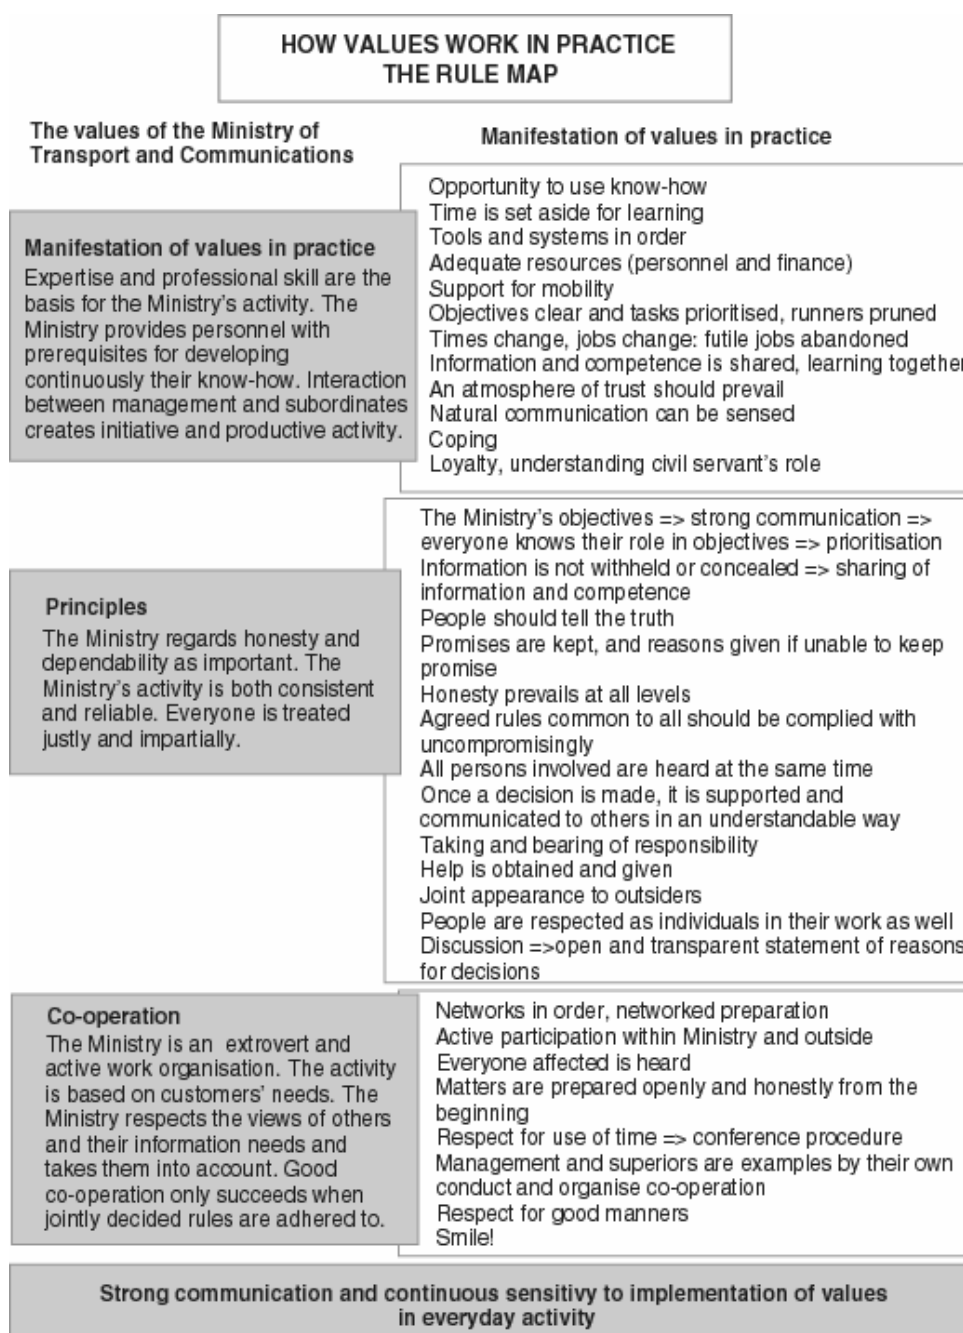 HOW VALUES WORK IN PRACTICE
THE RULE MAP
The values of the Ministry of
Transport and Communications
Manifestation of values in practice
Manifestation of values in practice
Expertise and professional skill are the
basis for the Ministry's activity. The
Ministry provides personnel with
prerequisites for developing
continuously their know-how. Interaction
between management and subordinates
creates initiative and productive activity.
Opportunity to use know-how
Time is set aside for learning
Tools and systems in order
Adequate resources (personnel and finance)
Support for mobility
Objectives clear and tasks prioritised, runners pruned
Times change, jobs change: futile jobs abandoned
Information and competence is shared, learning together
An atmosphere of trust should prevail
Natural communication can be sensed
Coping
Loyalty, understanding civil servant's role
Principles
The Ministry regards honesty and
dependability as important. The
Ministry's activity is both consistent
and reliable. Everyone is treated
justly and impartially.
The Ministry's objectives => strong communication =>
everyone knows their role in objectives => prioritisation
Information is not withheld or concealed => sharing of
information and competence
People should tell the truth
Promises are kept, and reasons given if unable to keep
promise
Honesty prevails at all levels
Agreed rules common to all should be complied with
uncompromisingly
All persons involved are heard at the same time
Once a decision is made, it is supported and
communicated to others in an understandable way
Taking and bearing of responsibility
Help is obtained and given
Joint appearance to outsiders
People are respected as individuals in their work as well
Discussion =>open and transparent statement of reasons
for decisions
Co-operation
The Ministry is an extrovert and
active work organisation. The activity
is based on customers' needs. The
Ministry respects the views of others
and their information needs and
takes them into account. Good
co-operation only succeeds when
jointly decided rules are adhered to.
Networks in order, networked preparation
Active participation within Ministry and outside
Everyone affected is heard
Matters are prepared openly and honestly from the
beginning
Respect for use of time => conference procedure
Management and superiors are examples by their own
conduct and organise co-operation
Respect for good manners
Smile!
Strong communication and continuous sensitivy to implementation of values
in everyday activity